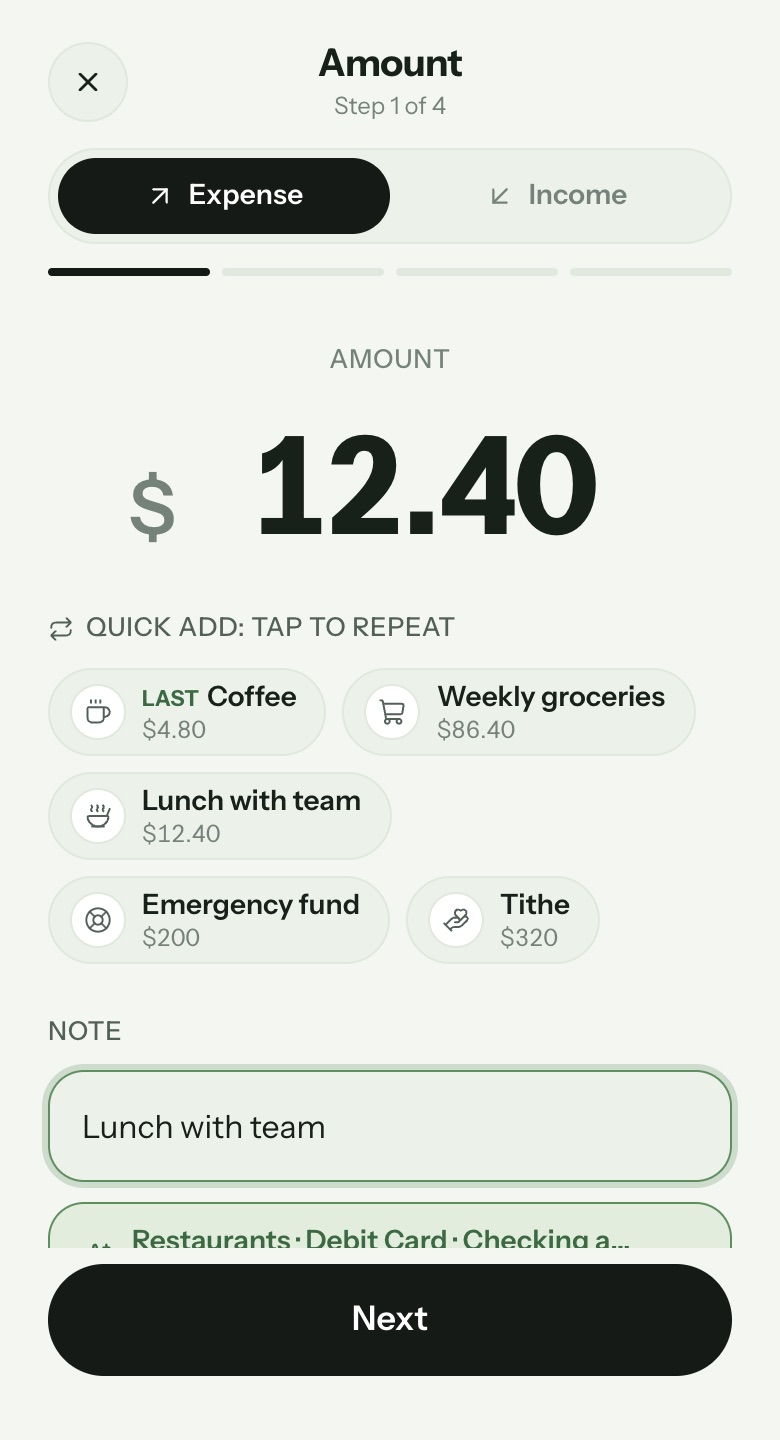 Amount
Step 1 of 4
Expense
Income
AMOUNT
$ 12.40
QUICK ADD: TAP TO REPEAT
LAST Coffee
$4.80
Weekly groceries
$86.40
Lunch with team
$12.40
Emergency fund
$200
Tithe
$320
NOTE
Lunch with team
Restaurants · Debit Card · Checking a...
Next